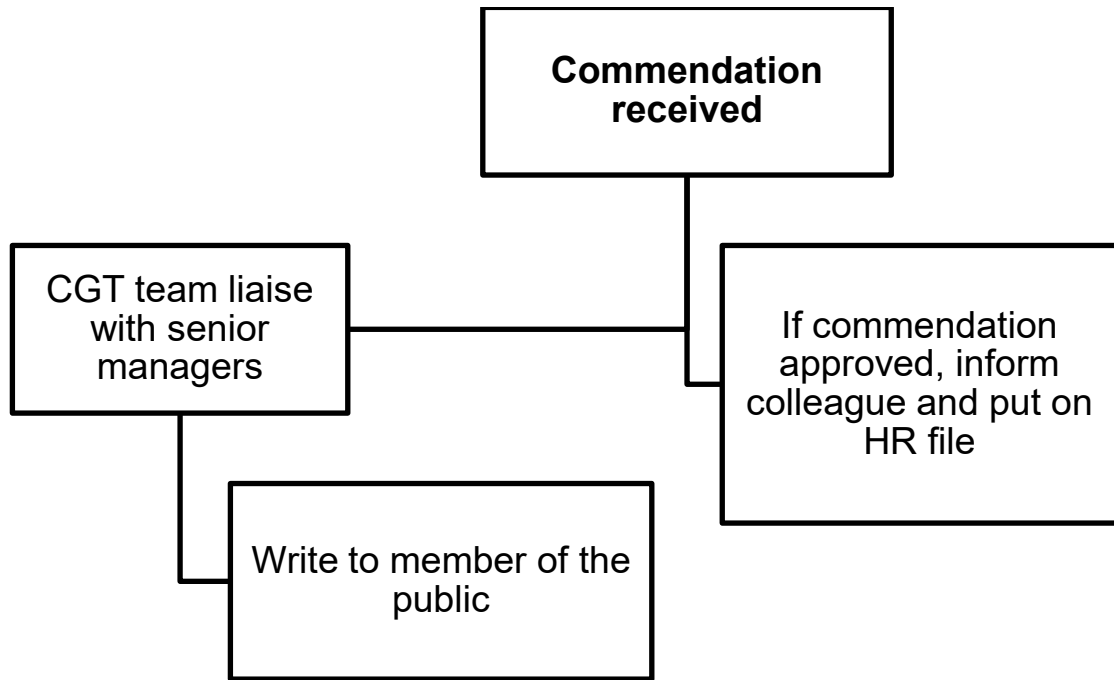 Commendation
received
CGT team liaise
with senior
managers
If commendation
approved, inform
colleague and put on
HR file
Write to member of the
public